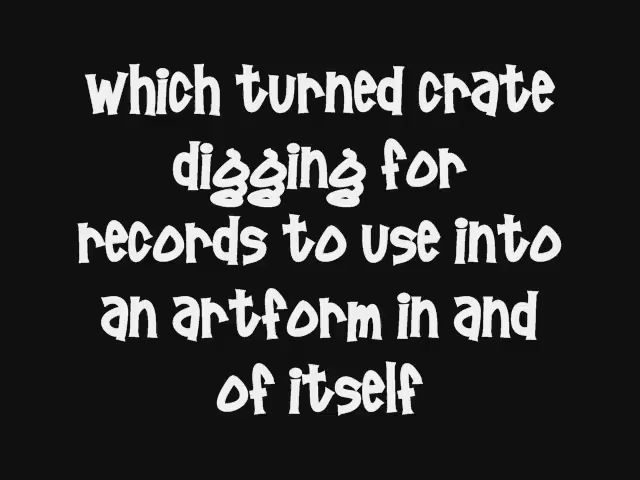 which turned crate
digging for
records to use into
an artform in and
of itself